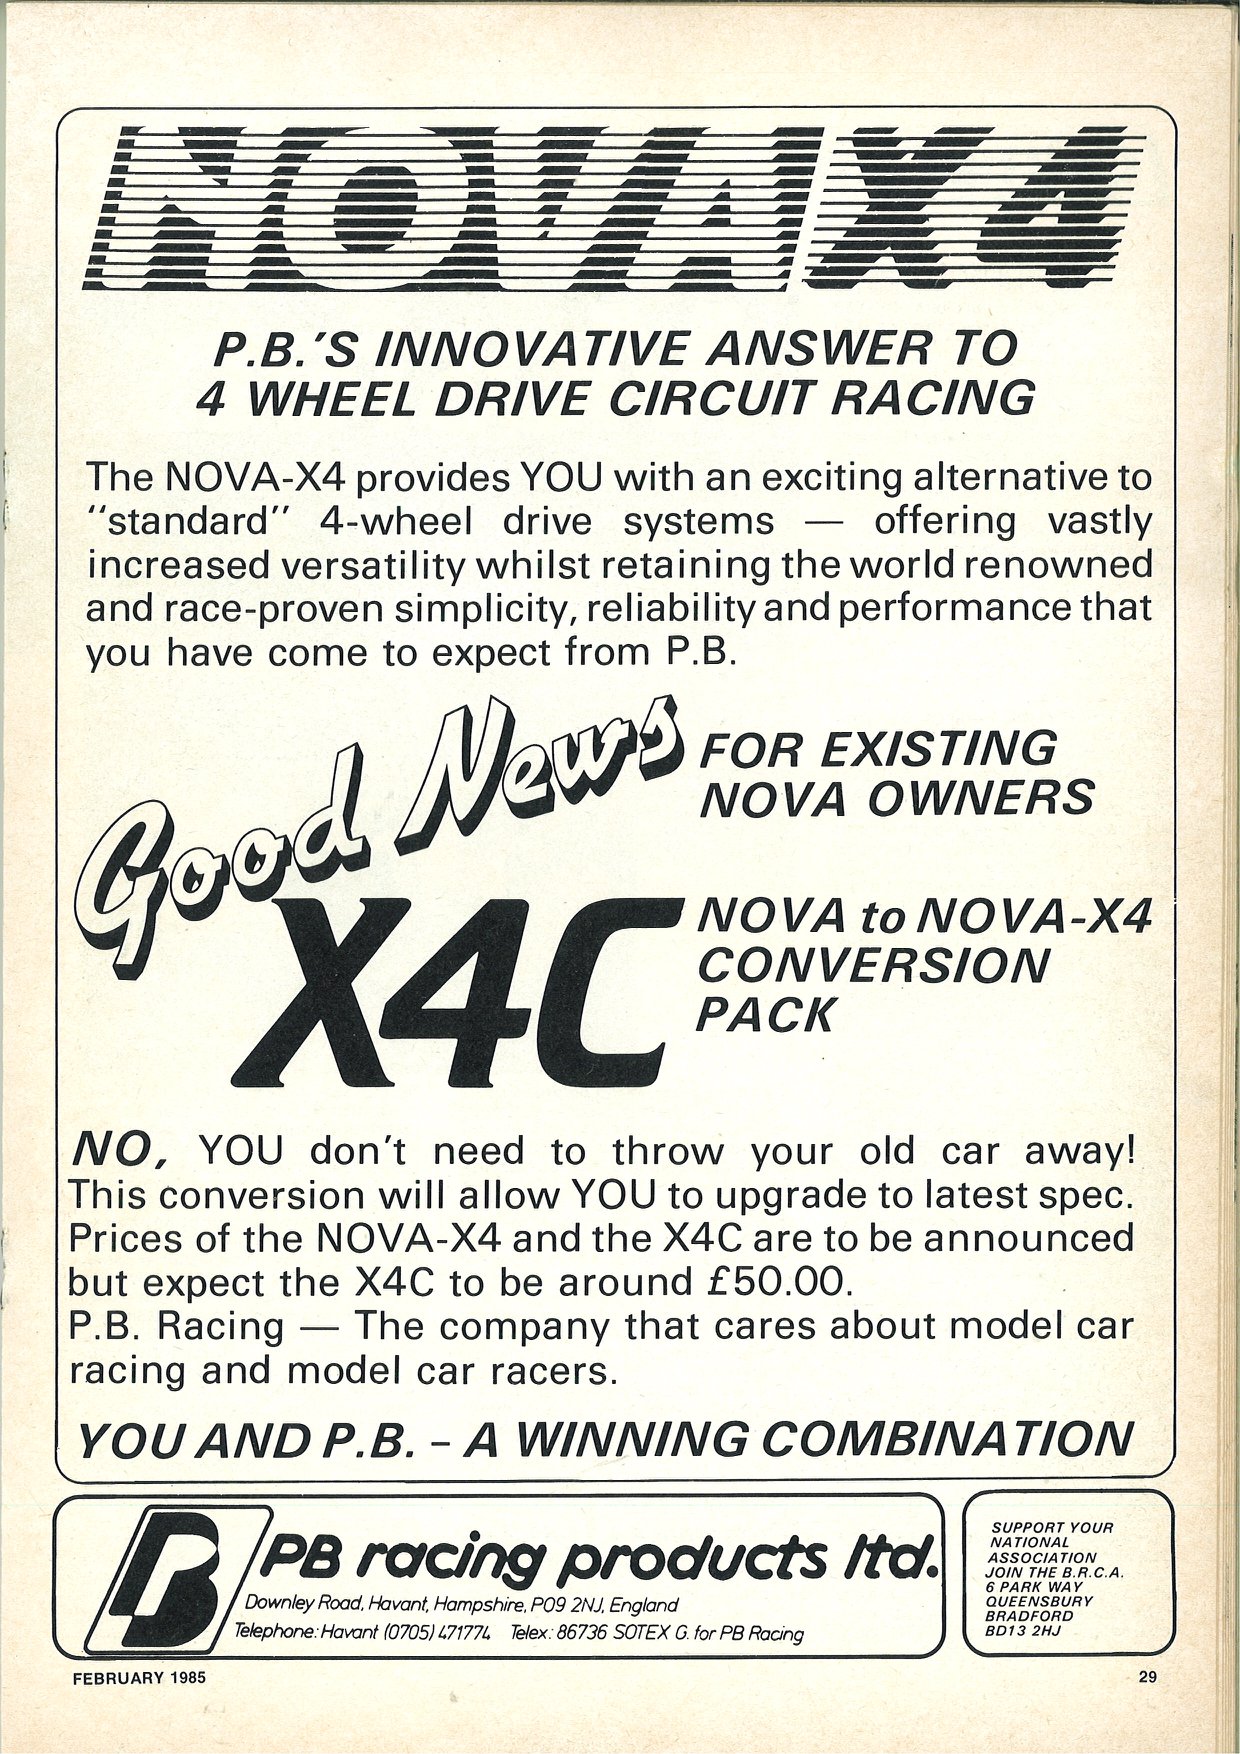 NOVA X4
P.B.'S INNOVATIVE ANSWER TO
4 WHEEL DRIVE CIRCUIT RACING
The NOVA-X4 provides YOU with an exciting alternative to
"standard" 4-wheel drive systems — offering vastly
increased versatility whilst retaining the world renowned
and race-proven simplicity, reliability and performance that
you have come to expect from P.B.
Good News
FOR EXISTING
NOVA OWNERS
X4C
NOVA to NOVA-X4
CONVERSION
PACK
NO, YOU don't need to throw your old car away!
This conversion will allow YOU to upgrade to latest spec.
Prices of the NOVA-X4 and the X4C are to be announced
but expect the X4C to be around £50.00.
P.B. Racing — The company that cares about model car
racing and model car racers.
YOU AND P.B. – A WINNING COMBINATION
PB racing products ltd.
Downley Road, Havant, Hampshire, PO9 2NJ, England
Telephone: Havant (0705) 471774 Telex: 86736 SOTEX G. for PB Racing
SUPPORT YOUR
NATIONAL
ASSOCIATION
JOIN THE B.R.C.A.
6 PARK WAY
QUEENSBURY
BRADFORD
BD13 2HJ
FEBRUARY 1985
29